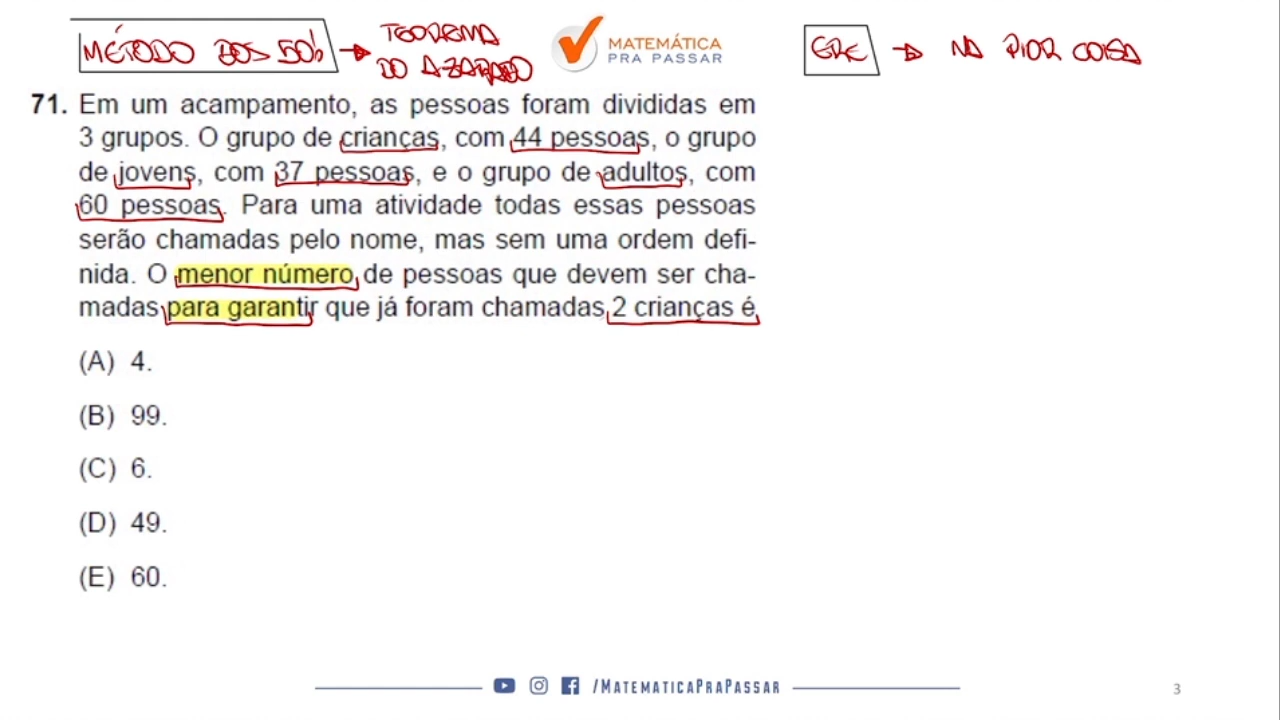 MÉTODO DOS 50% → TEOREMA
DO AZARADO
MATEMÁTICA
PRA PASSAR
→ NA PIOR COISA
71. Em um acampamento, as pessoas foram divididas em
3 grupos. O grupo de crianças, com 44 pessoas, o grupo
de jovens, com 37 pessoas, e o grupo de adultos, com
60 pessoas. Para uma atividade todas essas pessoas
serão chamadas pelo nome, mas sem uma ordem defi-
nida. O menor número de pessoas que devem ser cha-
madas para garantir que já foram chamadas 2 crianças é
(A) 4.
(B) 99.
(C) 6.
(D) 49.
(E) 60.
/MATEMATICAPRAPASSAR
3